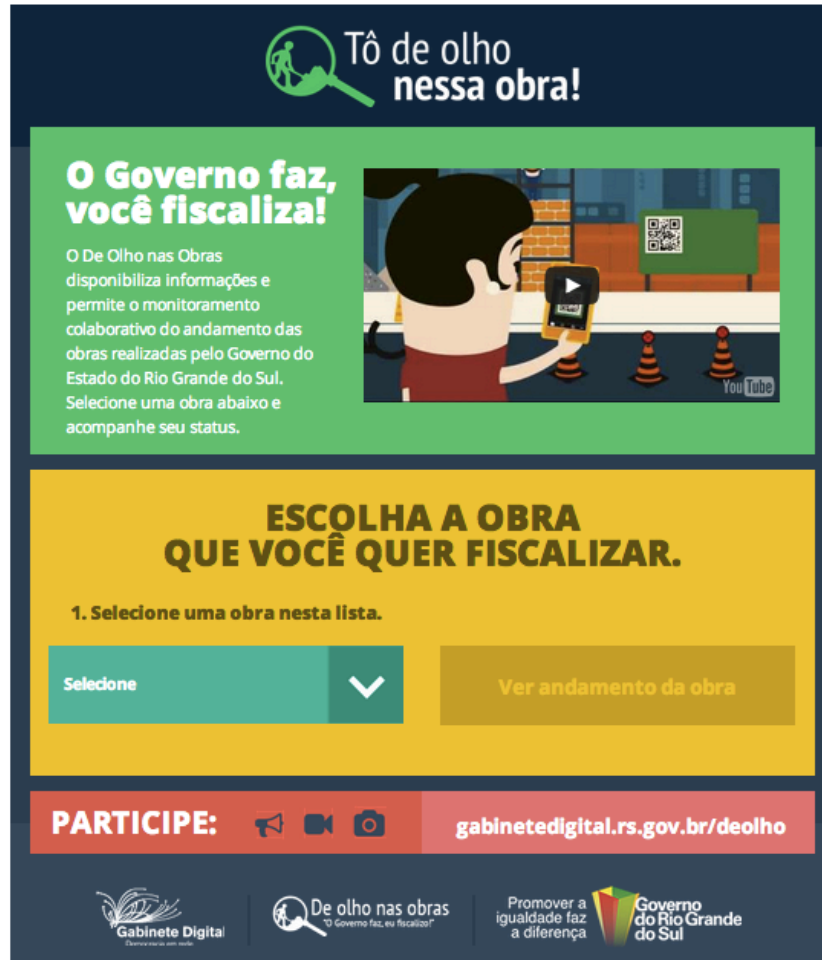 Tô de olho
nessa obra!
O Governo faz,
você fiscaliza!
O De Olho nas Obras
disponibiliza informações e
permite o monitoramento
colaborativo do andamento das
obras realizadas pelo Governo do
Estado do Rio Grande do Sul.
Selecione uma obra abaixo e
acompanhe seu status.
YouTube
ESCOLHA A OBRA
QUE VOCÊ QUER FISCALIZAR.
1. Selecione uma obra nesta lista.
Selecione
Ver andamento da obra
PARTICIPE:
gabinetedigital.rs.gov.br/deolho
Gabinete Digital
Democracia em rede
De olho nas obras
"O Governo faz, eu fiscalizo!"
Promover a
igualdade faz
a diferença
Governo
do Rio Grande
do Sul